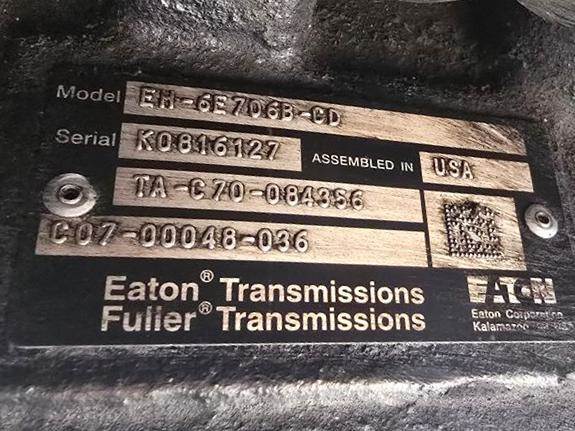 Model EH-6E706B-CD
Serial K0816127 ASSEMBLED IN USA
TA-C70-084356
C07-00048-036
Eaton® Transmissions EATON
Fuller® Transmissions Eaton Corporation
Kalamazoo